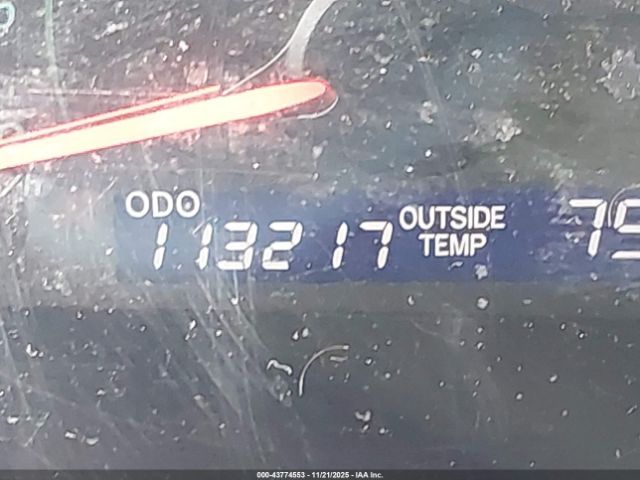 ODO
113217
OUTSIDE
TEMP
000-43774553 - 11/21/2025 - IAA Inc.